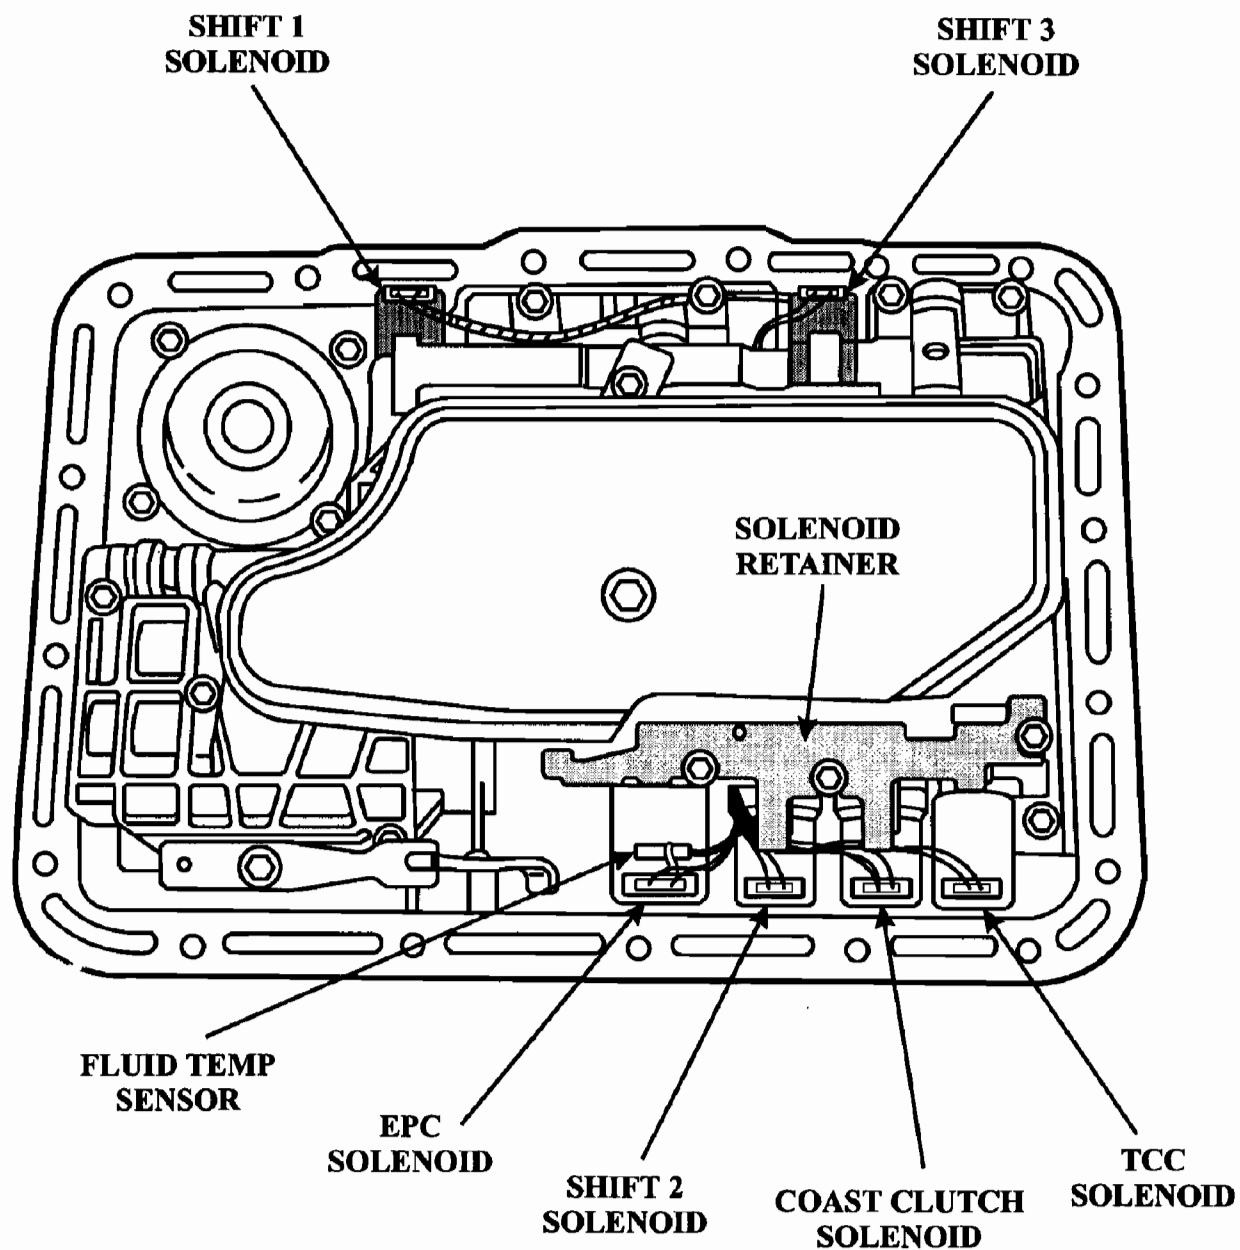 SHIFT 1
SOLENOID
SHIFT 3
SOLENOID
SOLENOID
RETAINER
FLUID TEMP
SENSOR
EPC
SOLENOID
SHIFT 2
SOLENOID
COAST CLUTCH
SOLENOID
TCC
SOLENOID